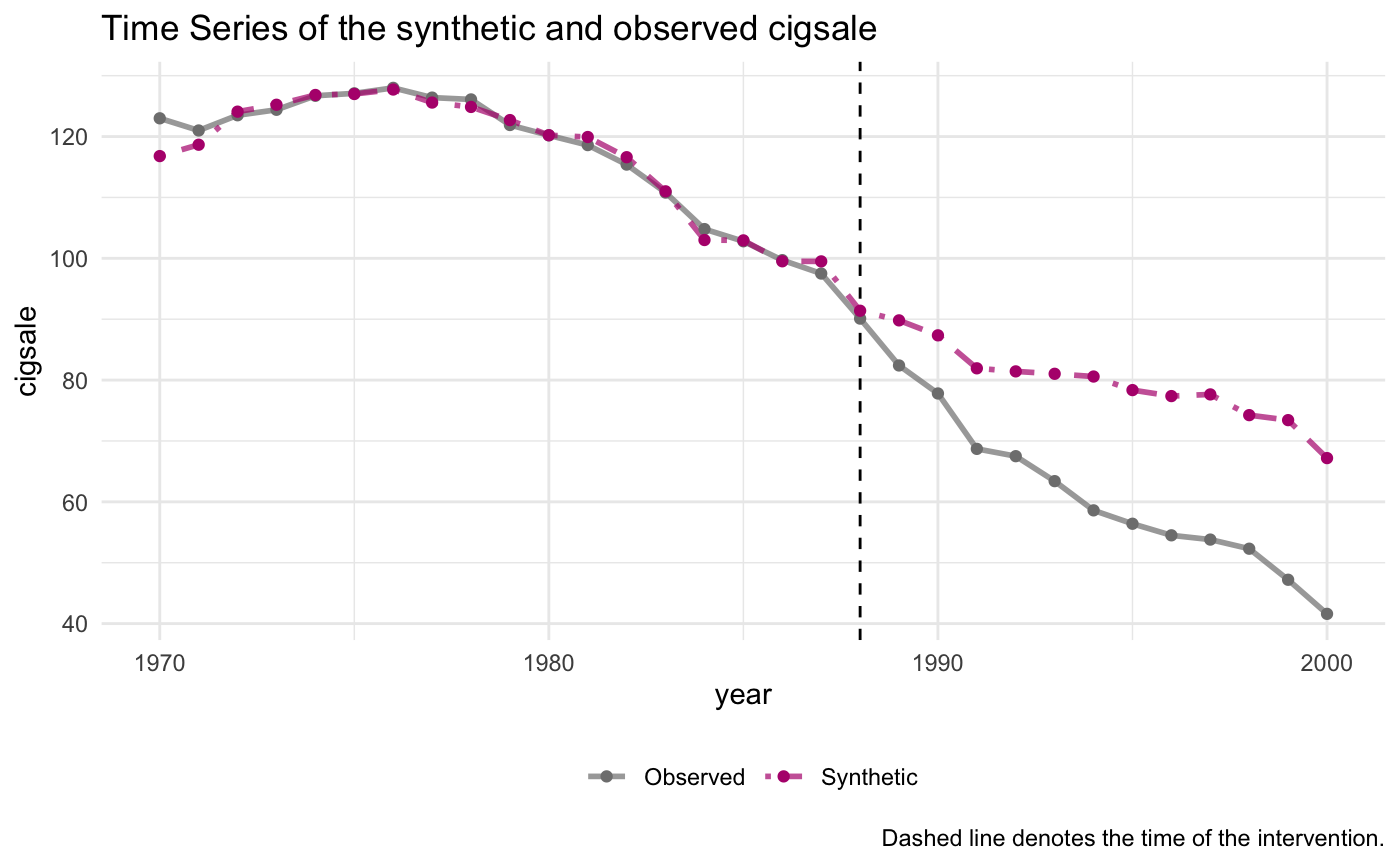 Time Series of the synthetic and observed cigsale
120
100
80
60
40
cigsale
1970 1980 1990 2000
year
Observed Synthetic
Dashed line denotes the time of the intervention.